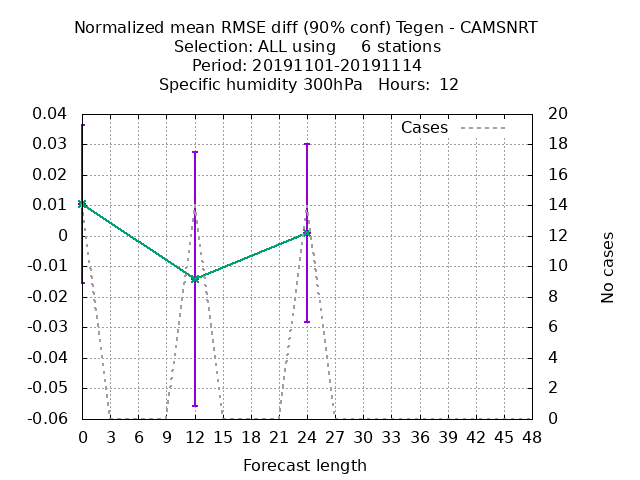 Normalized mean RMSE diff (90% conf) Tegen - CAMSNRT
Selection: ALL using     6 stations
Period: 20191101-20191114
Specific humidity 300hPa   Hours:  12
Cases
0.04
0.03
0.02
0.01
0
-0.01
-0.02
-0.03
-0.04
-0.05
-0.06
20
18
16
14
12
10
8
6
4
2
0
No cases
0 3 6 9 12 15 18 21 24 27 30 33 36 39 42 45 48
Forecast length